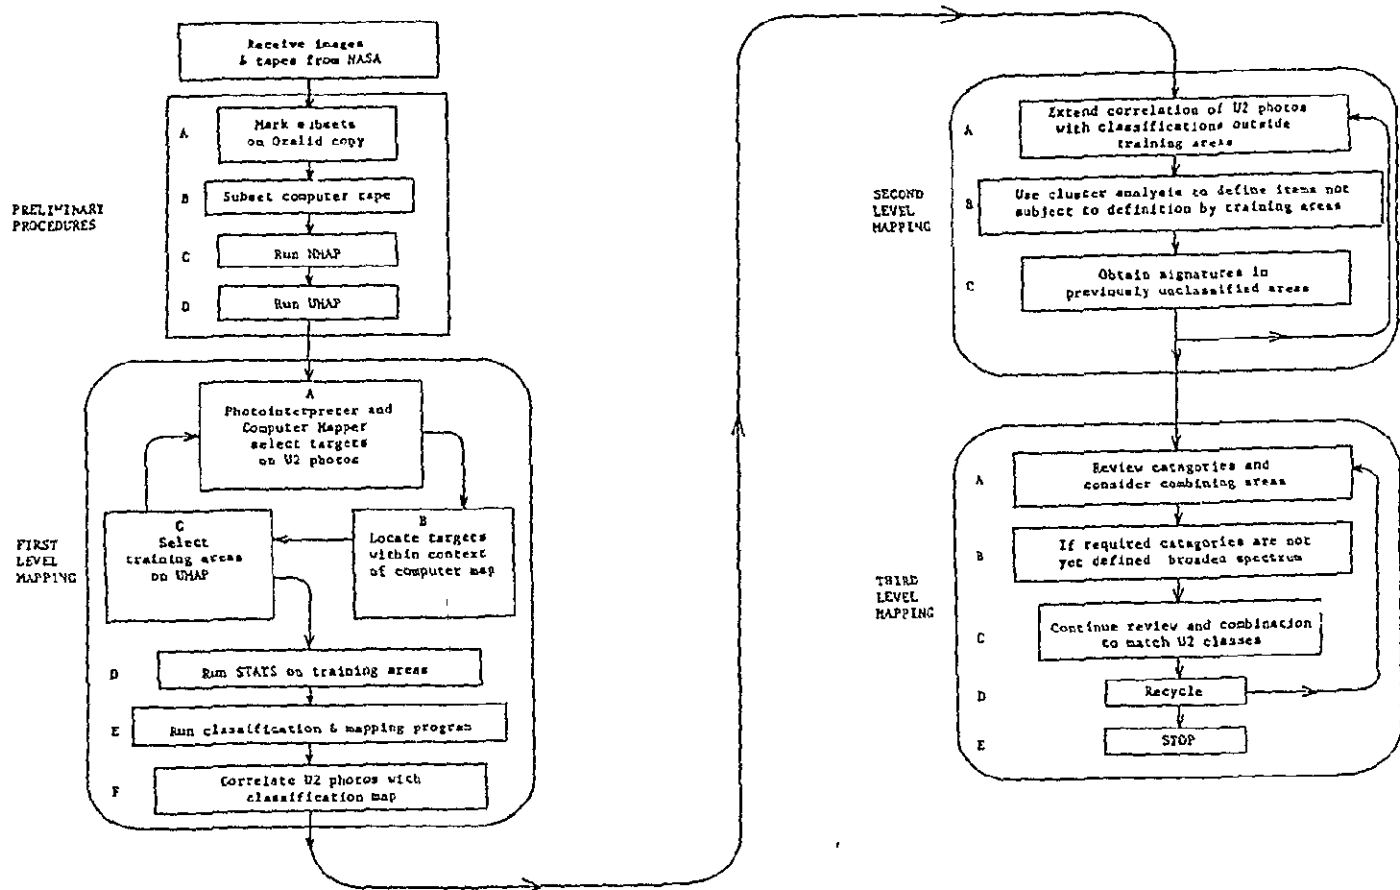 Receive images
& tapes from NASA
PRELIMINARY
PROCEDURES
A
Mark subsets
on Ozalid copy
B
Subset computer tape
C
Run NMAP
D
Run UMAP
FIRST
LEVEL
MAPPING
A
Photointerpreter and
Computer Mapper
select targets
on U2 photos
B
Locate targets
within context
of computer map
C
Select
training areas
on UMAP
D
Run STATS on training areas
E
Run classification & mapping program
F
Correlate U2 photos with
classification map
SECOND
LEVEL
MAPPING
A
Extend correlation of U2 photos
with classifications outside
training areas
B
Use cluster analysis to define items not
subject to definition by training areas
C
Obtain signatures in
previously unclassified areas
THIRD
LEVEL
MAPPING
A
Review catagories and
consider combining areas
B
If required catagories are not
yet defined broaden spectrum
C
Continue review and combination
to match U2 classes
D
Recycle
E
STOP